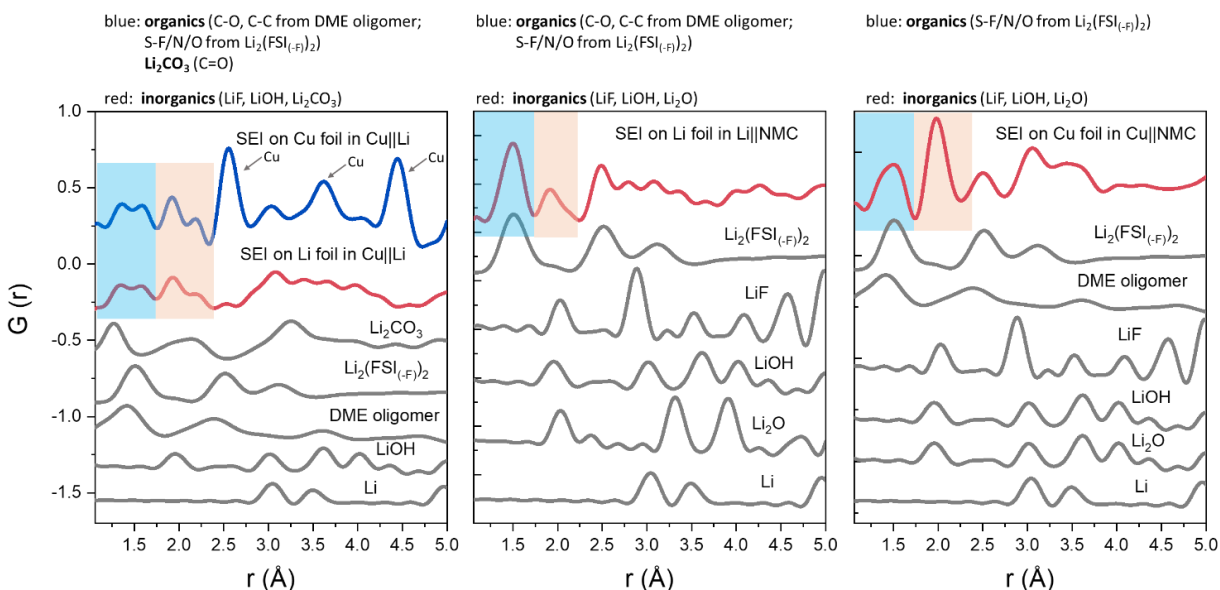 blue: organics (C-O, C-C from DME oligomer;
S-F/N/O from Li₂(FSI₍₋F₎)₂)
Li₂CO₃ (C=O)
red: inorganics (LiF, LiOH, Li₂CO₃)
blue: organics (C-O, C-C from DME oligomer;
S-F/N/O from Li₂(FSI₍₋F₎)₂)
red: inorganics (LiF, LiOH, Li₂O)
blue: organics (S-F/N/O from Li₂(FSI₍₋F₎)₂)
red: inorganics (LiF, LiOH, Li₂O)
G (r)
1.0
0.5
0.0
-0.5
-1.0
-1.5
SEI on Cu foil in Cu||Li
Cu
Cu
Cu
SEI on Li foil in Cu||Li
Li₂CO₃
Li₂(FSI₍₋F₎)₂
DME oligomer
LiOH
Li
1.5 2.0 2.5 3.0 3.5 4.0 4.5 5.0
r (Å)
SEI on Li foil in Li||NMC
Li₂(FSI₍₋F₎)₂
LiF
LiOH
Li₂O
Li
1.5 2.0 2.5 3.0 3.5 4.0 4.5 5.0
r (Å)
SEI on Cu foil in Cu||NMC
Li₂(FSI₍₋F₎)₂
DME oligomer
LiF
LiOH
Li₂O
Li
1.5 2.0 2.5 3.0 3.5 4.0 4.5 5.0
r (Å)